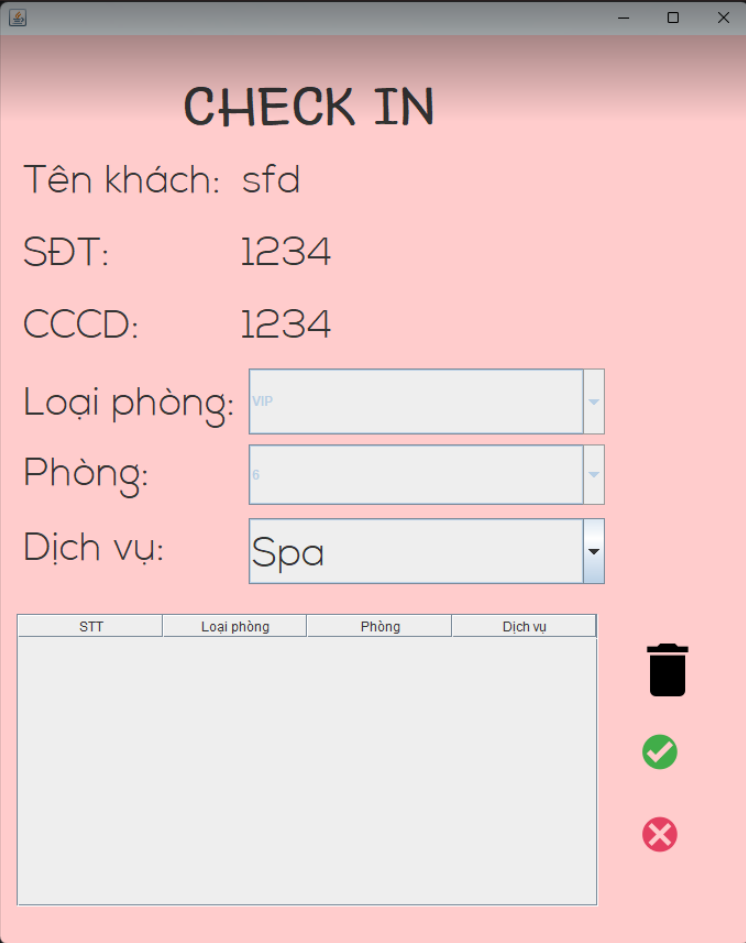 CHECK IN
Tên khách: sfd
SĐT: 1234
CCCD: 1234
Loại phòng: VIP
Phòng: 6
Dịch vụ: Spa
STT Loại phòng Phòng Dịch vụ